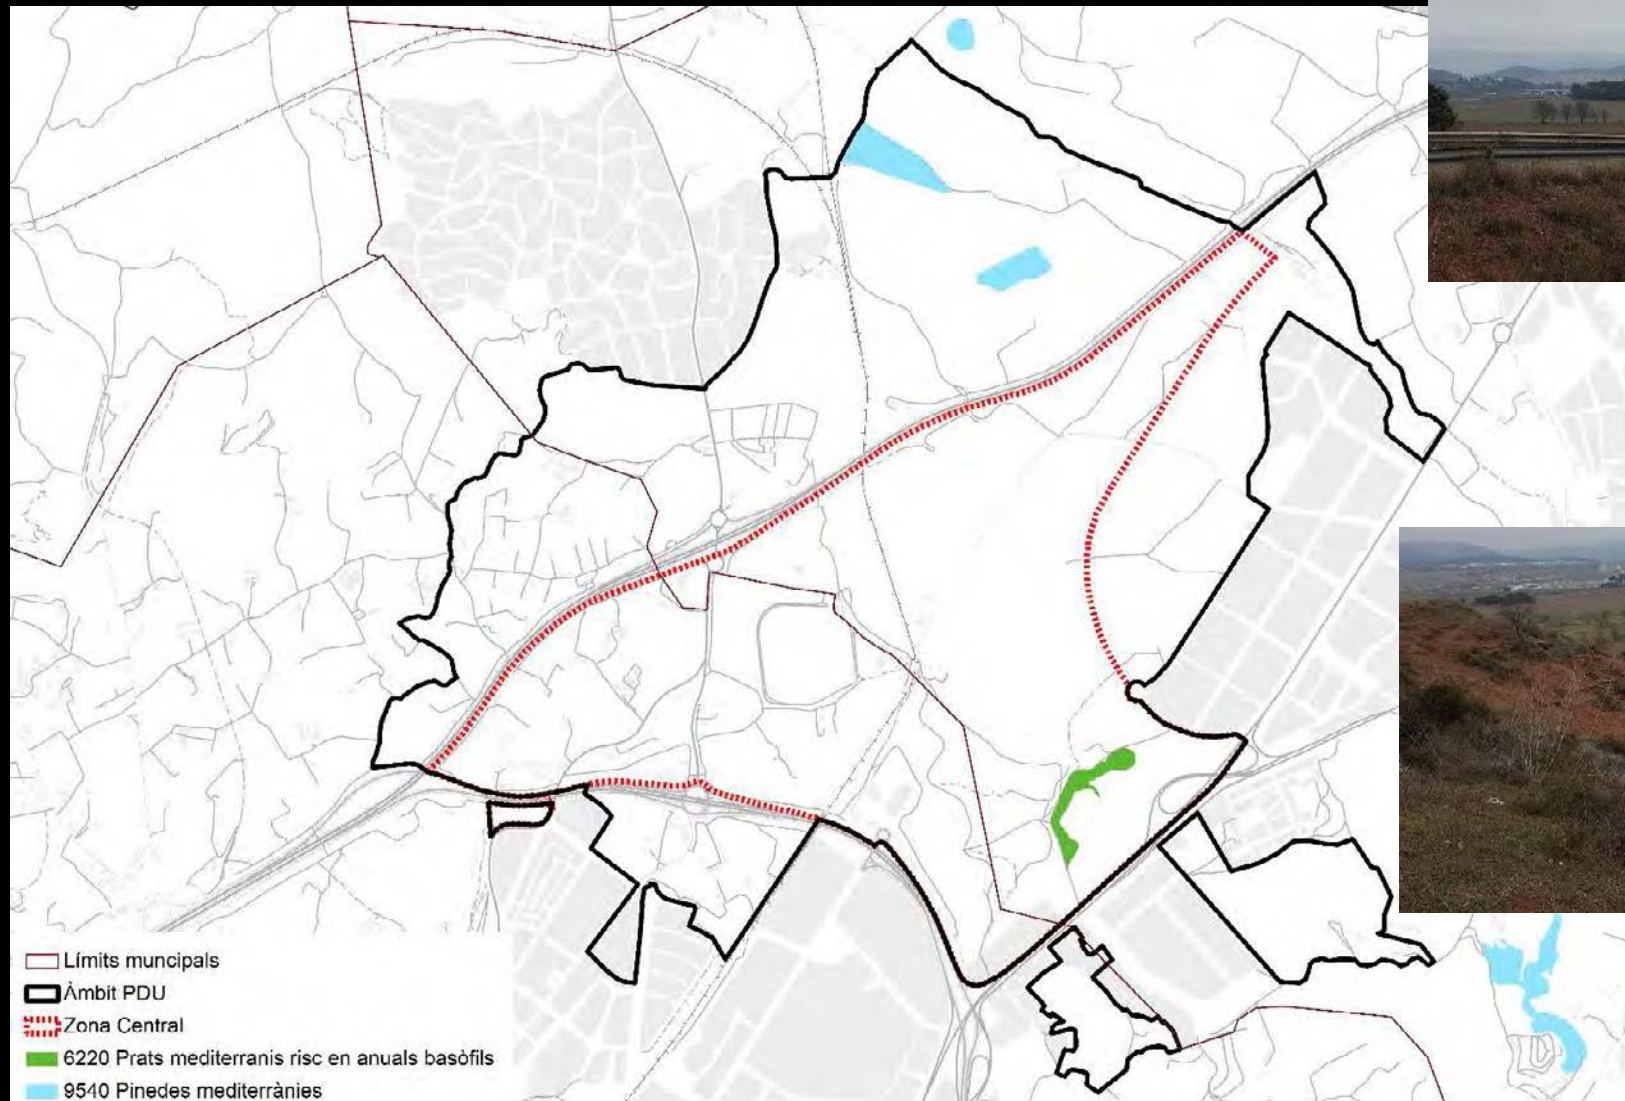 Límits muncipals
Àmbit PDU
Zona Central
6220 Prats mediterranis risc en anuals basòfils
9540 Pinedes mediterrànies